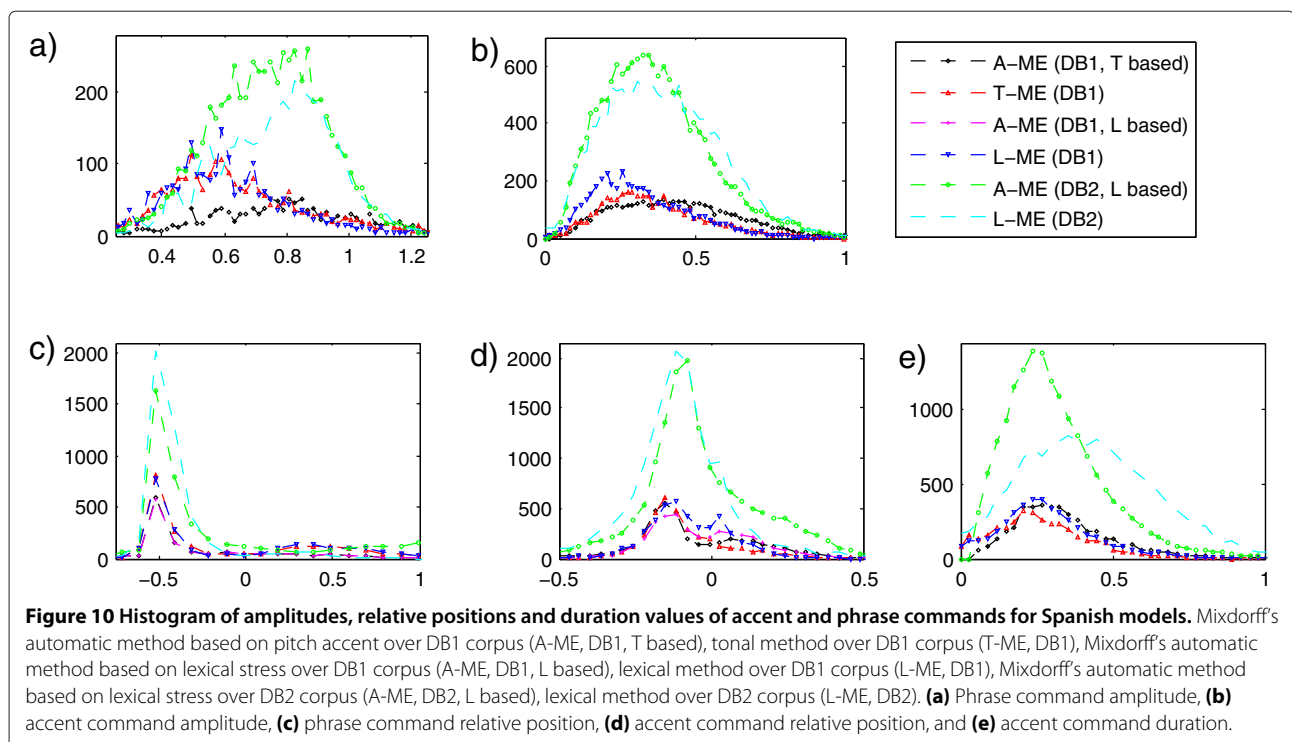 a)
200
100
0
0.4 0.6 0.8 1 1.2
b)
600
400
200
0
0 0.5 1
A−ME (DB1, T based)
T−ME (DB1)
A−ME (DB1, L based)
L−ME (DB1)
A−ME (DB2, L based)
L−ME (DB2)
c)
2000
1500
1000
500
0
−0.5 0 0.5 1
d)
2000
1500
1000
500
0
−0.5 0 0.5
e)
1000
500
0
0 0.5 1
Figure 10 Histogram of amplitudes, relative positions and duration values of accent and phrase commands for Spanish models. Mixdorff's
automatic method based on pitch accent over DB1 corpus (A-ME, DB1, T based), tonal method over DB1 corpus (T-ME, DB1), Mixdorff's automatic
method based on lexical stress over DB1 corpus (A-ME, DB1, L based), lexical method over DB1 corpus (L-ME, DB1), Mixdorff's automatic method
based on lexical stress over DB2 corpus (A-ME, DB2, L based), lexical method over DB2 corpus (L-ME, DB2). (a) Phrase command amplitude, (b)
accent command amplitude, (c) phrase command relative position, (d) accent command relative position, and (e) accent command duration.